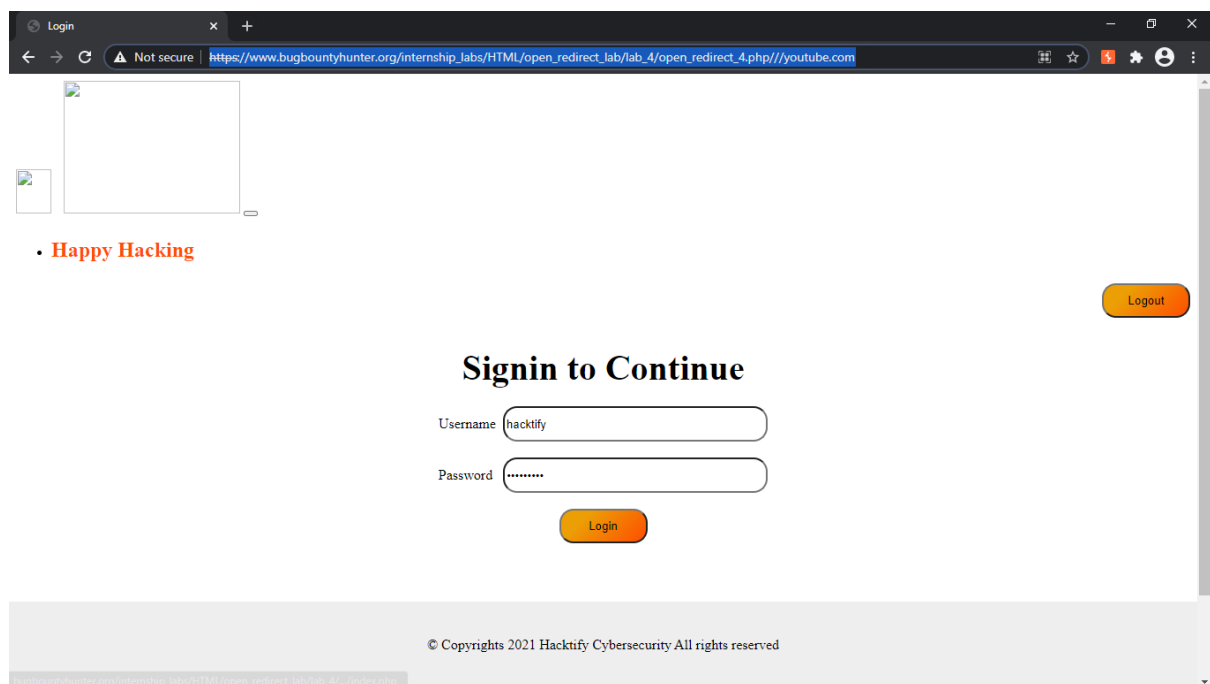 Login
Not secure https://www.bugbountyhunter.org/internship_labs/HTML/open_redirect_lab/lab_4/open_redirect_4.php///youtube.com
Happy Hacking
Logout
Signin to Continue
Username hacktify
Password •••••••••
Login
© Copyrights 2021 Hacktify Cybersecurity All rights reserved